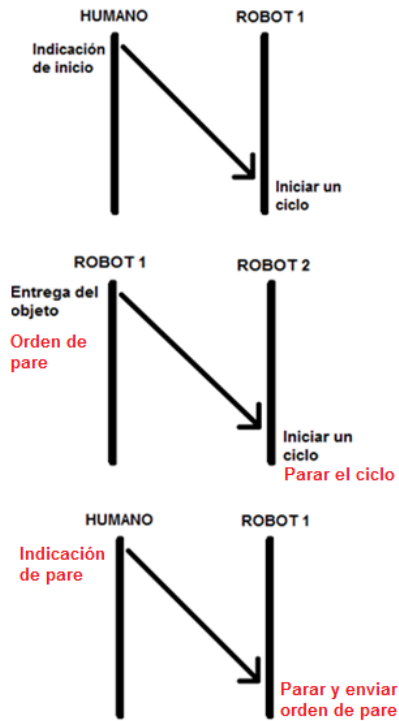 HUMANO
ROBOT 1
Indicación
de inicio
Iniciar un
ciclo
ROBOT 1
ROBOT 2
Entrega del
objeto
Orden de
pare
Iniciar un
ciclo
Parar el ciclo
HUMANO
ROBOT 1
Indicación
de pare
Parar y enviar
orden de pare